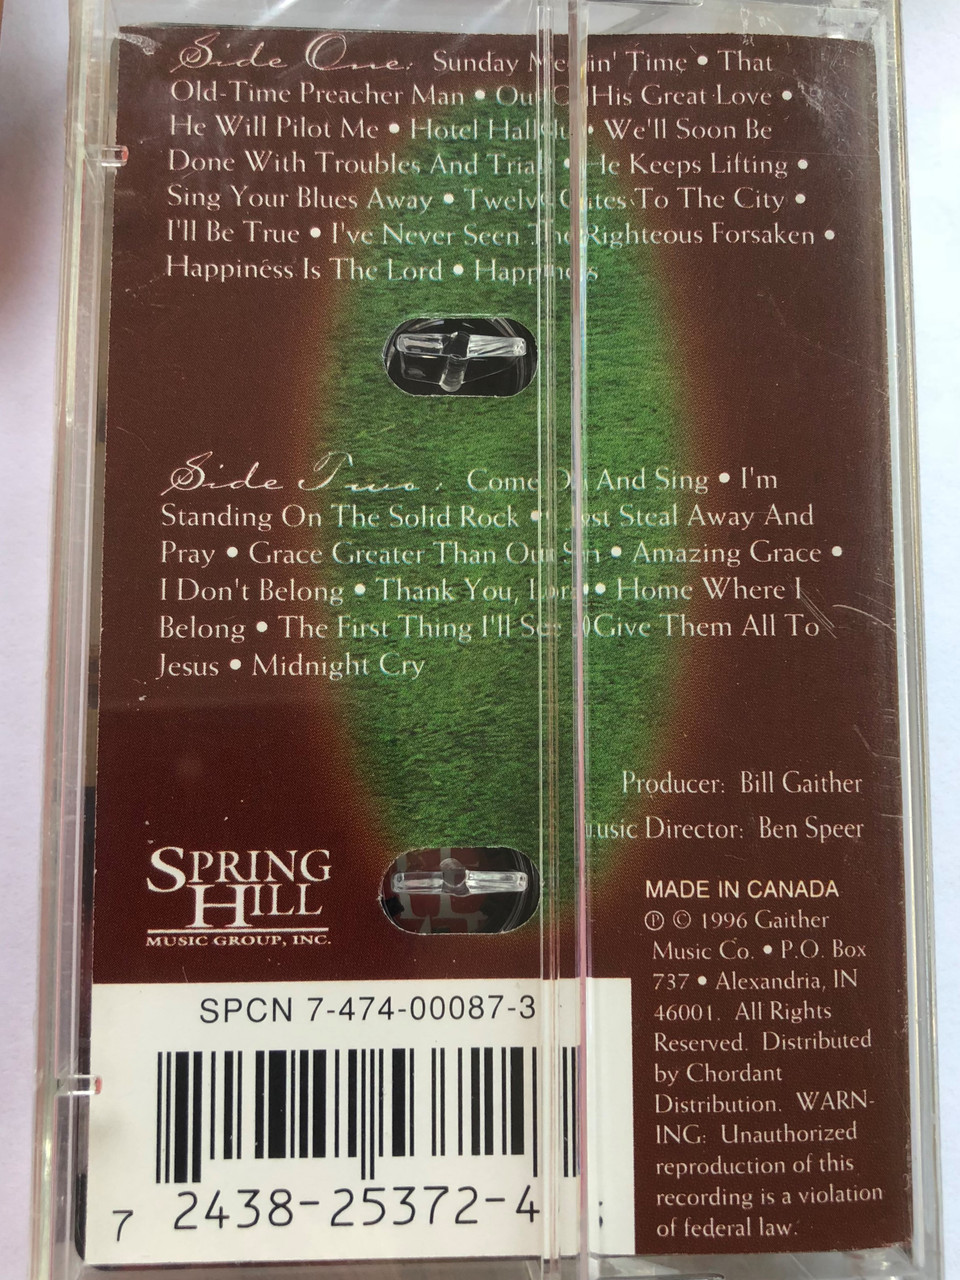 Side One: Sunday Meetin' Time • That
Old-Time Preacher Man • Out Of His Great Love •
He Will Pilot Me • Hotel Hallelu • We'll Soon Be
Done With Troubles And Trials • He Keeps Lifting •
Sing Your Blues Away • Twelve Gates To The City •
I'll Be True • I've Never Seen The Righteous Forsaken •
Happiness Is The Lord • Happiness
Side Two: Come On And Sing • I'm
Standing On The Solid Rock • Just Steal Away And
Pray • Grace Greater Than Our Sin • Amazing Grace •
I Don't Belong • Thank You, Lord • Home Where I
Belong • The First Thing I'll See Give Them All To
Jesus • Midnight Cry
Producer: Bill Gaither
Music Director: Ben Speer
SPRING
HILL
MUSIC GROUP, INC.
MADE IN CANADA
℗ © 1996 Gaither
Music Co. • P.O. Box
737 • Alexandria, IN
46001. All Rights
Reserved. Distributed
by Chordant
Distribution. WARN-
ING: Unauthorized
reproduction of this
recording is a violation
of federal law.
SPCN 7-474-00087-3
7 2438-25372-4